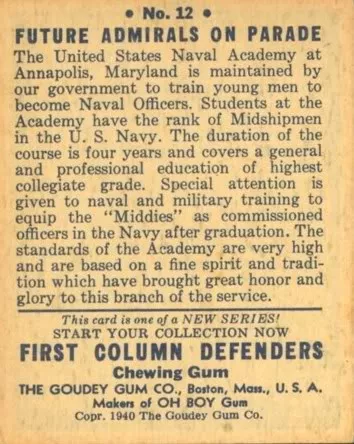 • No. 12 •
FUTURE ADMIRALS ON PARADE
The United States Naval Academy at
Annapolis, Maryland is maintained by
our government to train young men to
become Naval Officers. Students at the
Academy have the rank of Midshipmen
in the U. S. Navy. The duration of the
course is four years and covers a general
and professional education of highest
collegiate grade. Special attention is
given to naval and military training to
equip the "Middies" as commissioned
officers in the Navy after graduation. The
standards of the Academy are very high
and are based on a fine spirit and tradi-
tion which have brought great honor and
glory to this branch of the service.
This card is one of a NEW SERIES!
START YOUR COLLECTION NOW
FIRST COLUMN DEFENDERS
Chewing Gum
THE GOUDEY GUM CO., Boston, Mass., U. S. A.
Makers of OH BOY Gum
Copr. 1940 The Goudey Gum Co.